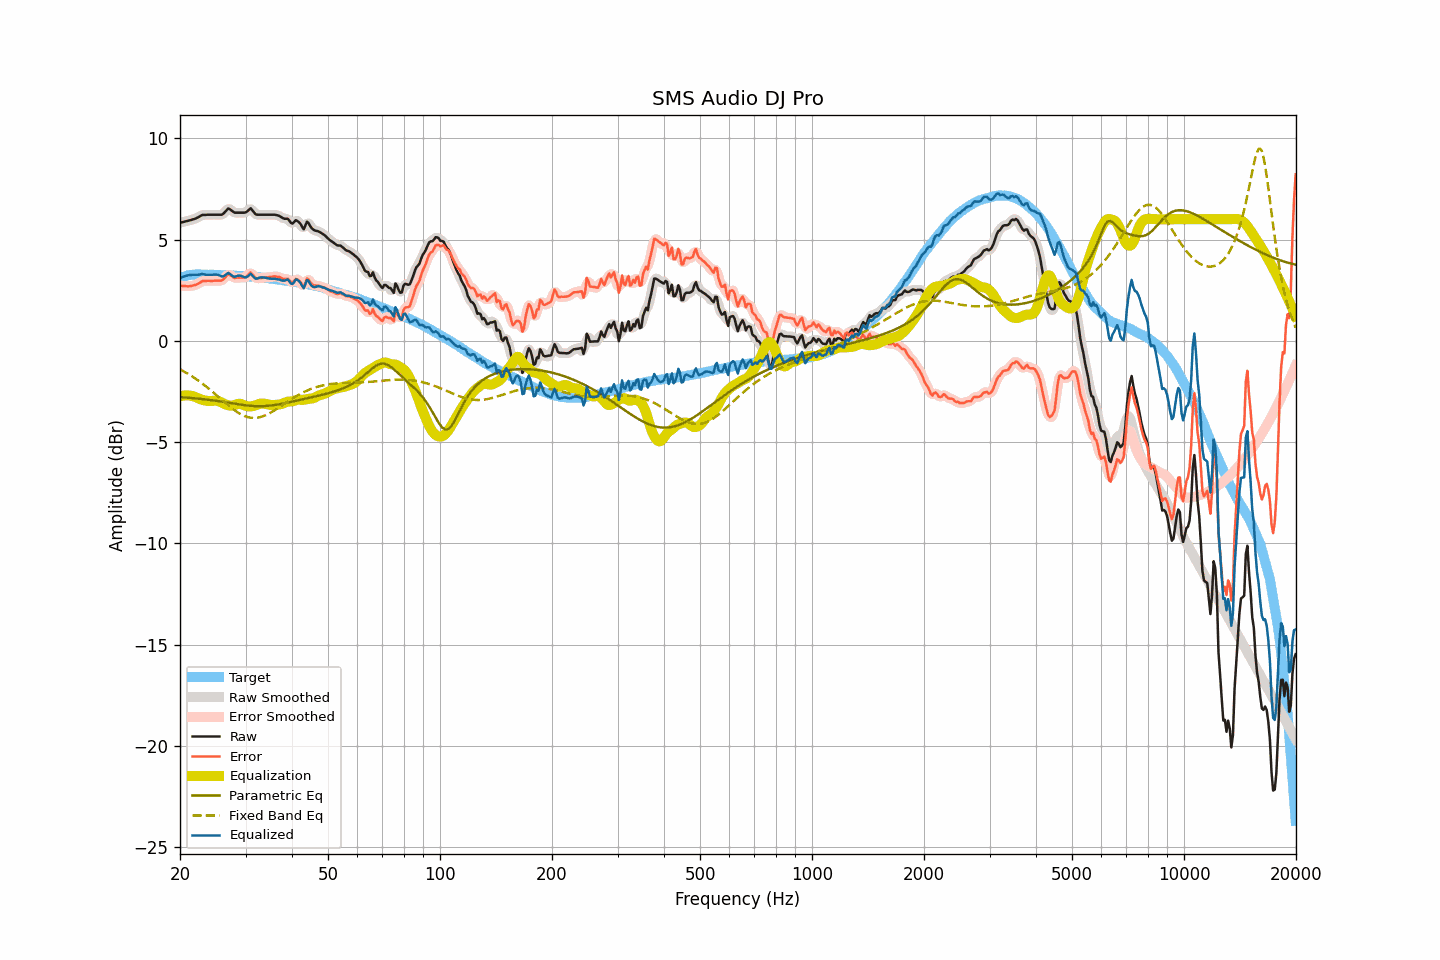 SMS Audio DJ Pro
10
5
0
−5
−10
−15
−20
−25
Amplitude (dBr)
Target
Raw Smoothed
Error Smoothed
Raw
Error
Equalization
Parametric Eq
Fixed Band Eq
Equalized
20 50 100 200 500 1000 2000 5000 10000 20000
Frequency (Hz)